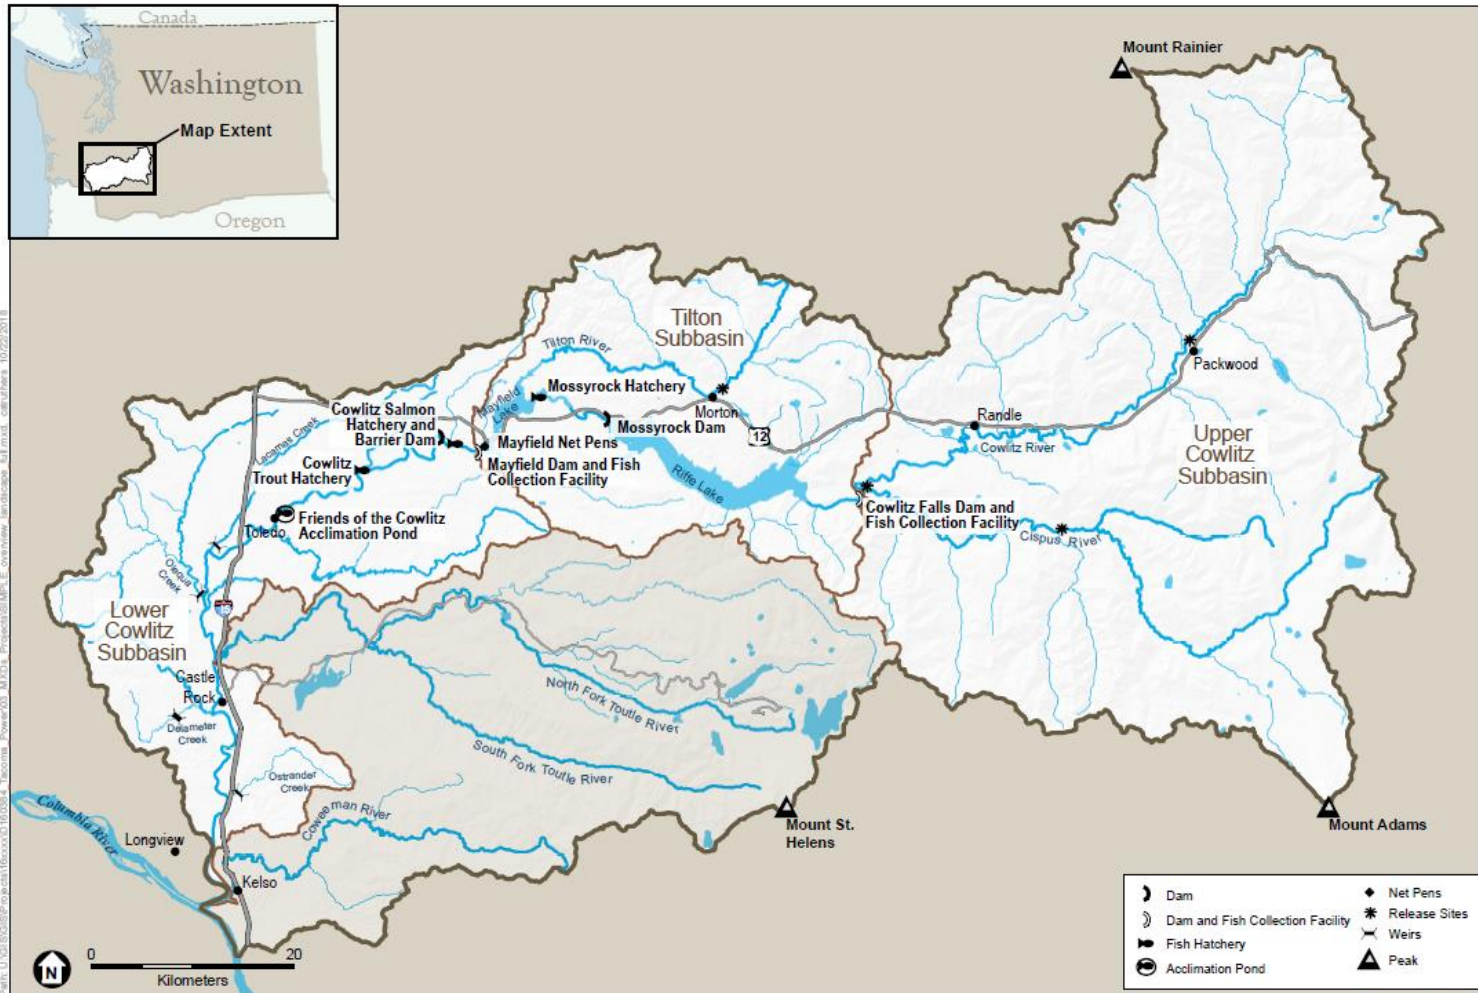 Canada
Washington
Map Extent
Oregon
Mount Rainier
Tilton
Subbasin
Tilton River
Mossyrock Hatchery
Mayfield
Lake
Morton
Mossyrock Dam
12
Packwood
Randle
Cowlitz River
Upper
Cowlitz
Subbasin
Cowlitz Salmon
Hatchery and
Barrier Dam
Lacamas Creek
Mayfield Net Pens
Mayfield Dam and Fish
Collection Facility
Cowlitz
Trout Hatchery
Riffe Lake
Cowlitz Falls Dam and
Fish Collection Facility
Cispus River
Friends of the Cowlitz
Acclimation Pond
Toledo
Olequa
Creek
Lower
Cowlitz
Subbasin
Castle
Rock
Delameter
Creek
Ostrander
Creek
North Fork Toutle River
South Fork Toutle River
Coweeman River
Columbia River
Longview
Kelso
Mount St.
Helens
Mount Adams
N
0 20
Kilometers
Dam
Dam and Fish Collection Facility
Fish Hatchery
Acclimation Pond
Net Pens
Release Sites
Weirs
Peak